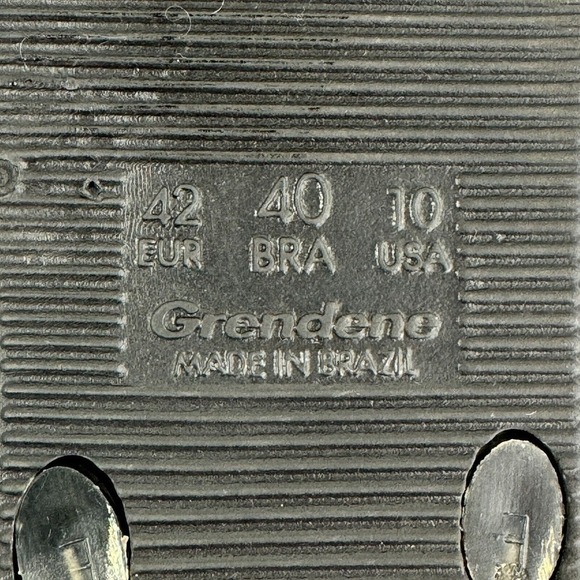 42 40 10
EUR BRA USA
Grendene
MADE IN BRAZIL